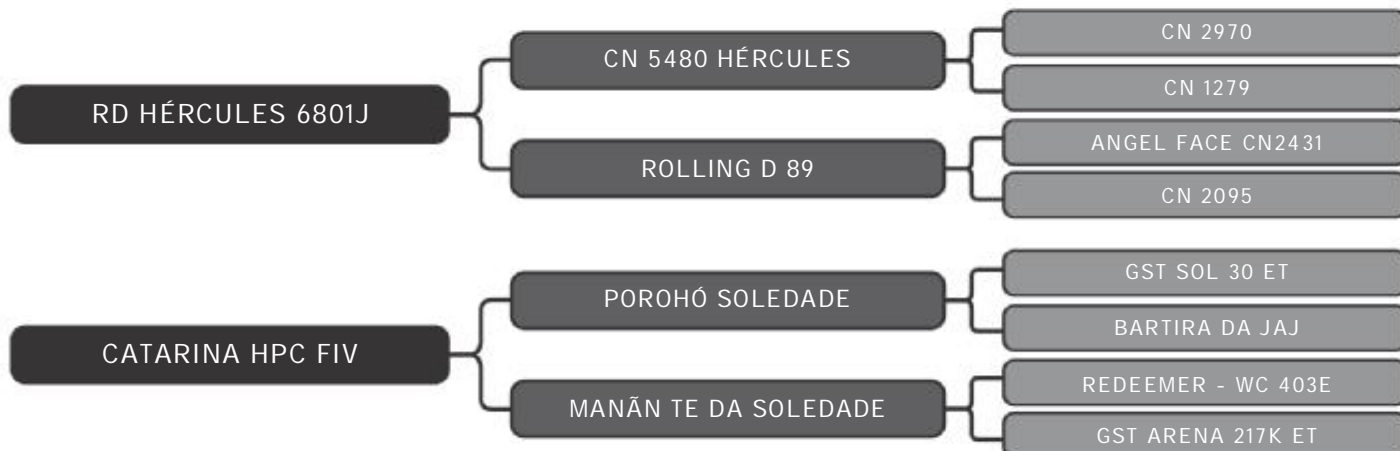 CN 2970
CN 5480 HÉRCULES
CN 1279
RD HÉRCULES 6801J
ANGEL FACE CN2431
ROLLING D 89
CN 2095
GST SOL 30 ET
POROHÓ SOLEDADE
BARTIRA DA JAJ
CATARINA HPC FIV
REDEEMER - WC 403E
MANÃN TE DA SOLEDADE
GST ARENA 217K ET